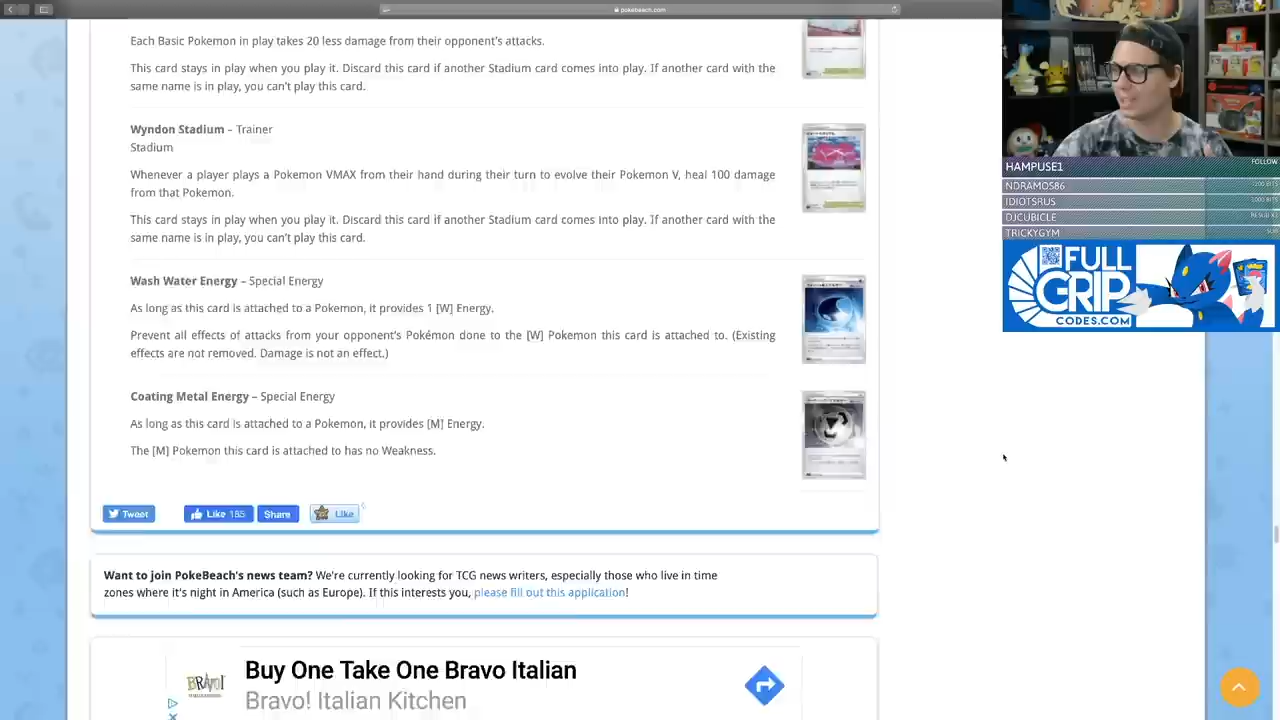 pokebeach.com
Each Basic Pokemon in play takes 20 less damage from their opponent's attacks.
card stays in play when you play it. Discard this card if another Stadium card comes into play. If another card with the
same name is in play, you can't play this card.
Wyndon Stadium – Trainer
Stadium
ver a player plays a Poke from their hand during their turn to evolve their Pokemon V, heal 100 damage
that Pokemon.
This card stays in play when you play it. Discard this card if another Stadium card comes into play. If another card with the
same name is in play, you can't play this card.
Wash Water Energy – Special Energy
As long as this card is attached to a Pokemon, it provides 1 [W] Energy.
Prevent all effects of attacks from your opponent's Pokemon done to the [W] Pokemon this card is attached to. (Existing
effects are not removed. Damage is not an effect.)
Coating Metal Energy – Special Energy
As long as this card is attached to a Pokemon, it provides [M] Energy.
The [M] Pokemon this card is attached to has no Weakness.
Tweet
Like 185
Share
Like
0
Want to join PokeBeach's news team? We're currently looking for TCG news writers, especially those who live in time
zones where it's night in America (such as Europe). If this interests you, please fill out this application!
BRAVO!
Buy One Take One Bravo Italian
Bravo! Italian Kitchen
HAMPUSE1 FOLLOW
NDRAMOS86 1200 BITS
IDIOTSRUS 1000 BITS
DJCUBICLE
TRICKYGYM SUB
FULL
GRIP
CODES.COM